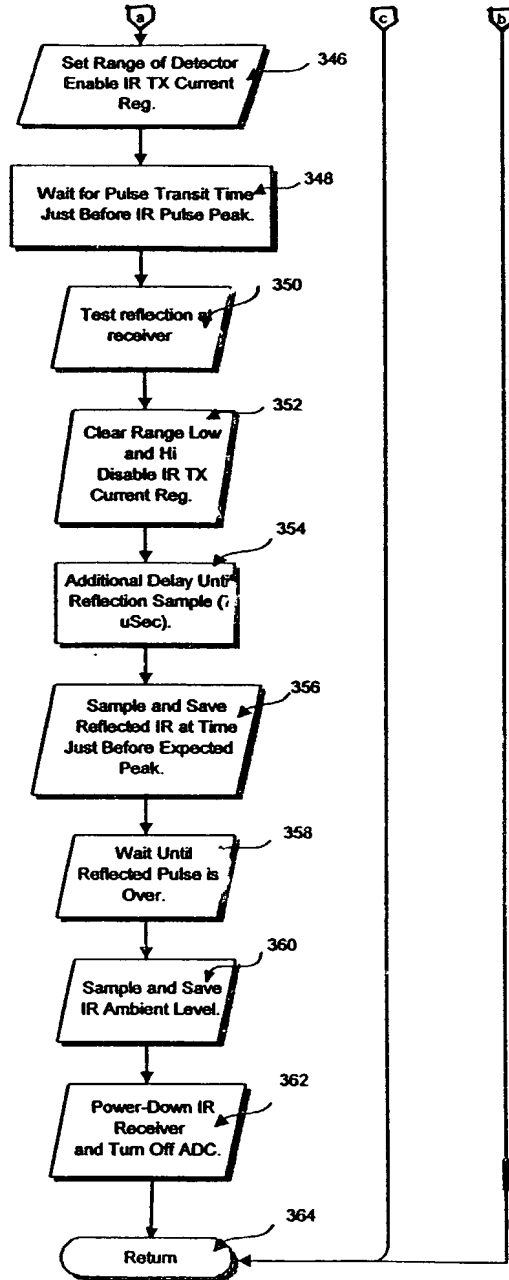 a
c
b
Set Range of Detector
Enable IR TX Current
Reg.
346
Wait for Pulse Transit Time
Just Before IR Pulse Peak.
348
Test reflection at
receiver
350
Clear Range Low
and Hi
Disable IR TX
Current Reg.
352
Additional Delay Until
Reflection Sample (7
uSec).
354
Sample and Save
Reflected IR at Time
Just Before Expected
Peak.
356
Wait Until
Reflected Pulse is
Over.
358
Sample and Save
IR Ambient Level.
360
Power-Down IR
Receiver
and Turn Off ADC.
362
Return
364